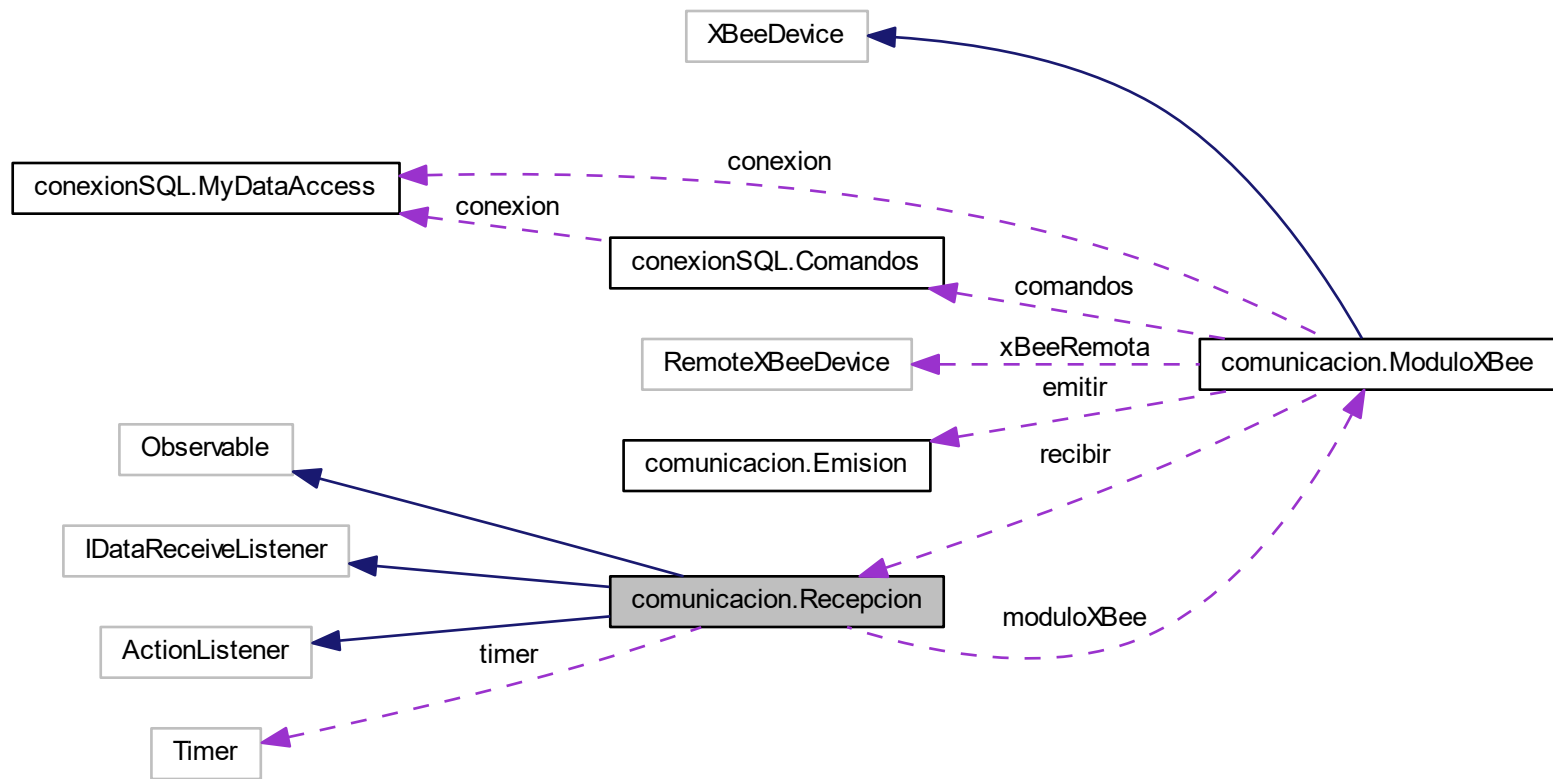 XBeeDevice
conexion
conexionSQL.MyDataAccess
conexion
conexionSQL.Comandos
comandos
xBeeRemota
RemoteXBeeDevice
comunicacion.ModuloXBee
emitir
Observable
comunicacion.Emision
recibir
IDataReceiveListener
comunicacion.Recepcion
moduloXBee
ActionListener
timer
Timer